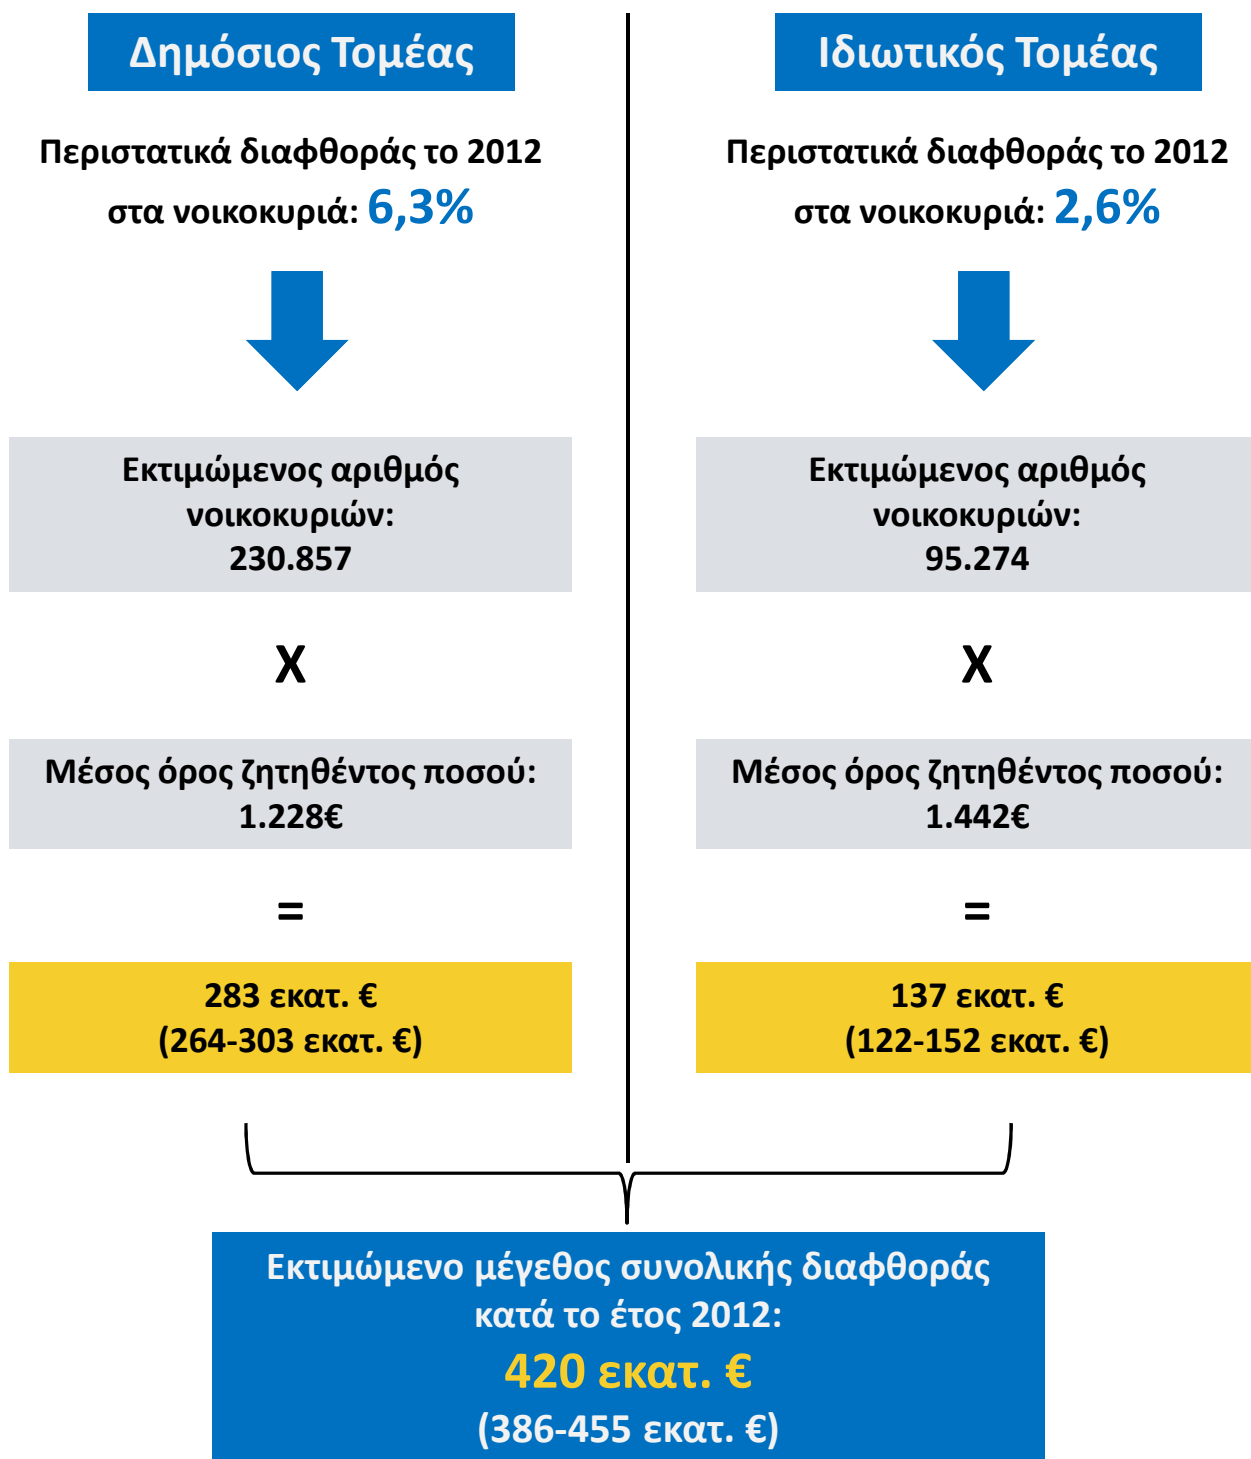 Δημόσιος Τομέας
Περιστατικά διαφθοράς το 2012
στα νοικοκυριά: 6,3%
Εκτιμώμενος αριθμός
νοικοκυριών:
230.857
X
Μέσος όρος ζητηθέντος ποσού:
1.228€
=
283 εκατ. €
(264-303 εκατ. €)
Ιδιωτικός Τομέας
Περιστατικά διαφθοράς το 2012
στα νοικοκυριά: 2,6%
Εκτιμώμενος αριθμός
νοικοκυριών:
95.274
X
Μέσος όρος ζητηθέντος ποσού:
1.442€
=
137 εκατ. €
(122-152 εκατ. €)
Εκτιμώμενο μέγεθος συνολικής διαφθοράς
κατά το έτος 2012:
420 εκατ. €
(386-455 εκατ. €)